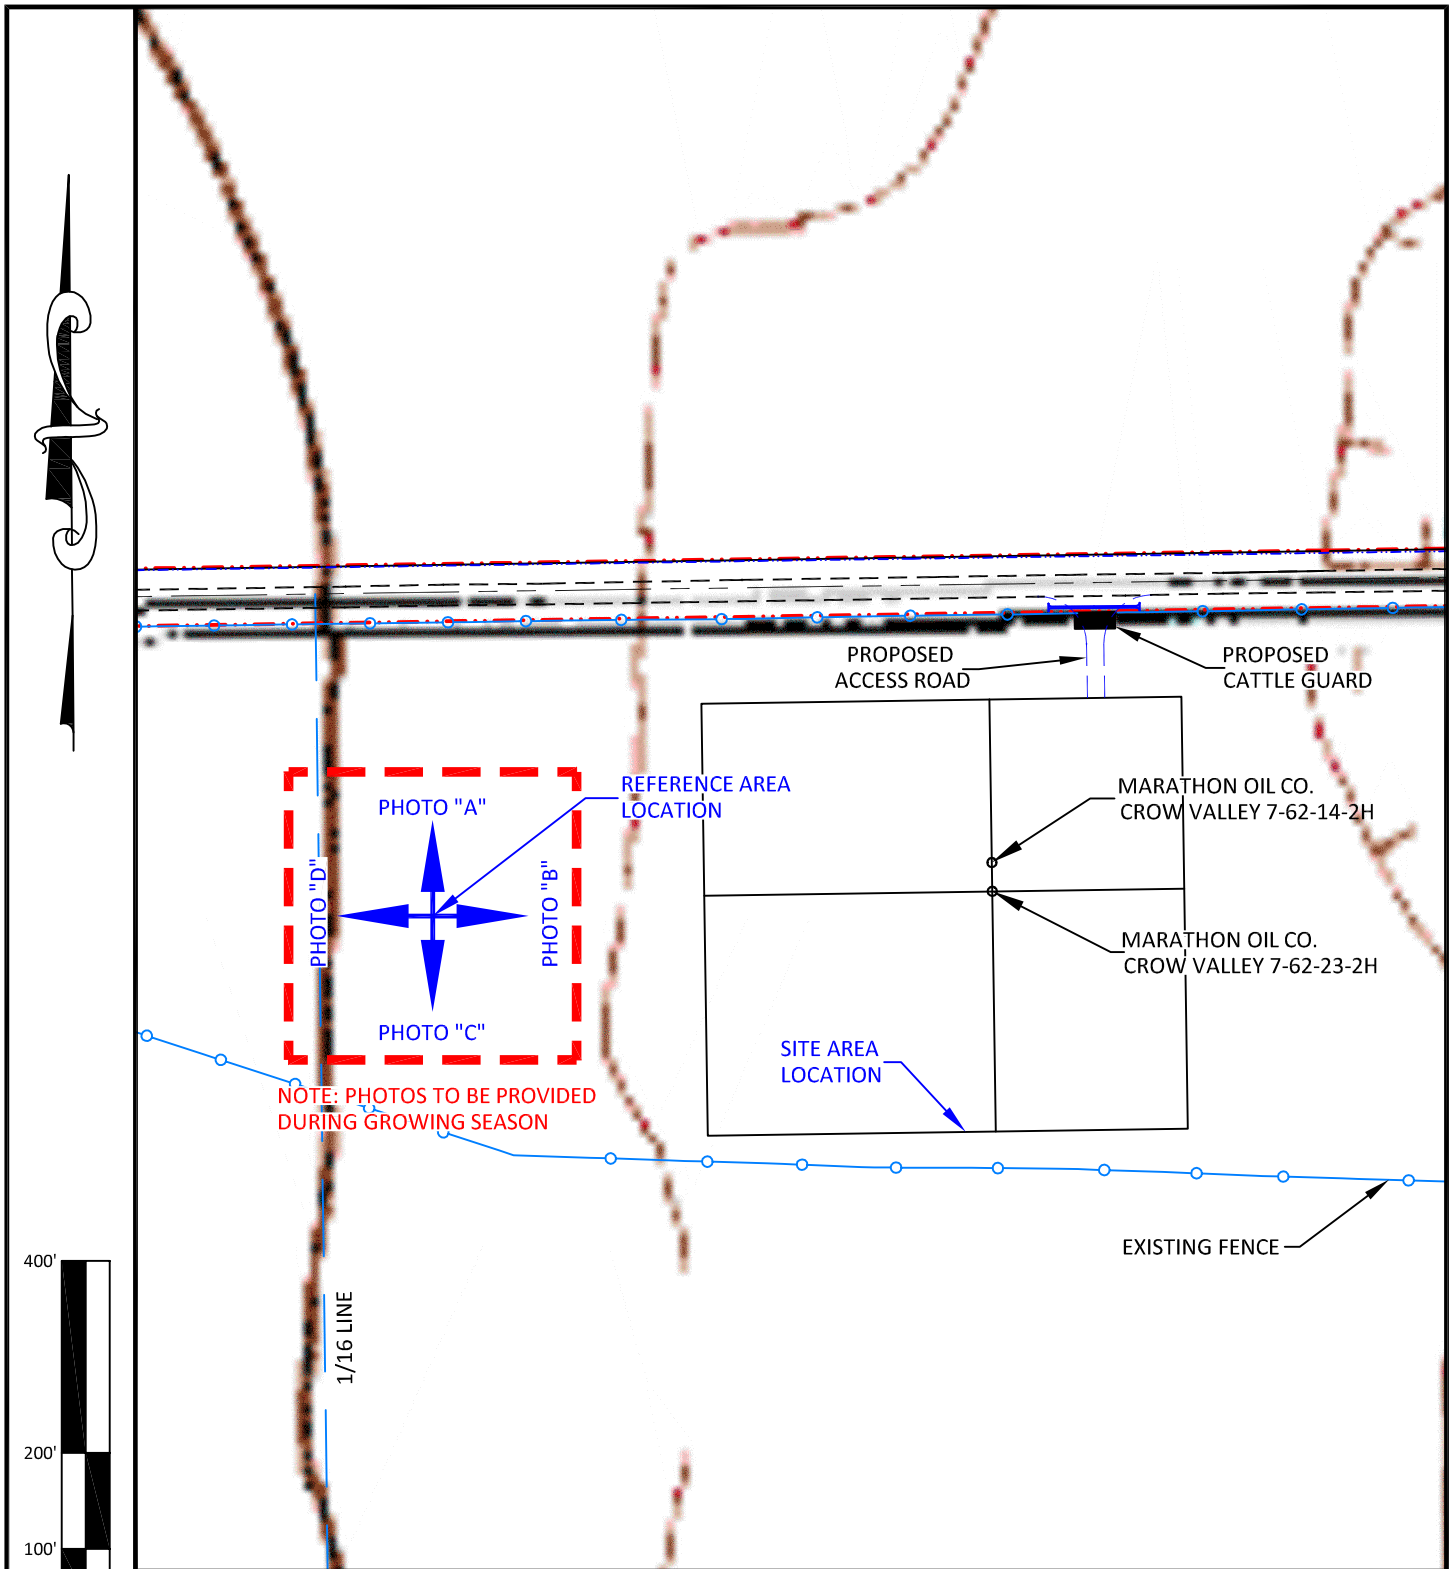 PROPOSED
ACCESS ROAD
PROPOSED
CATTLE GUARD
REFERENCE AREA
LOCATION
MARATHON OIL CO.
CROW VALLEY 7-62-14-2H
PHOTO "A"
PHOTO "D"
PHOTO "B"
PHOTO "C"
MARATHON OIL CO.
CROW VALLEY 7-62-23-2H
SITE AREA
LOCATION
NOTE: PHOTOS TO BE PROVIDED
DURING GROWING SEASON
EXISTING FENCE
1/16 LINE
400'
200'
100'